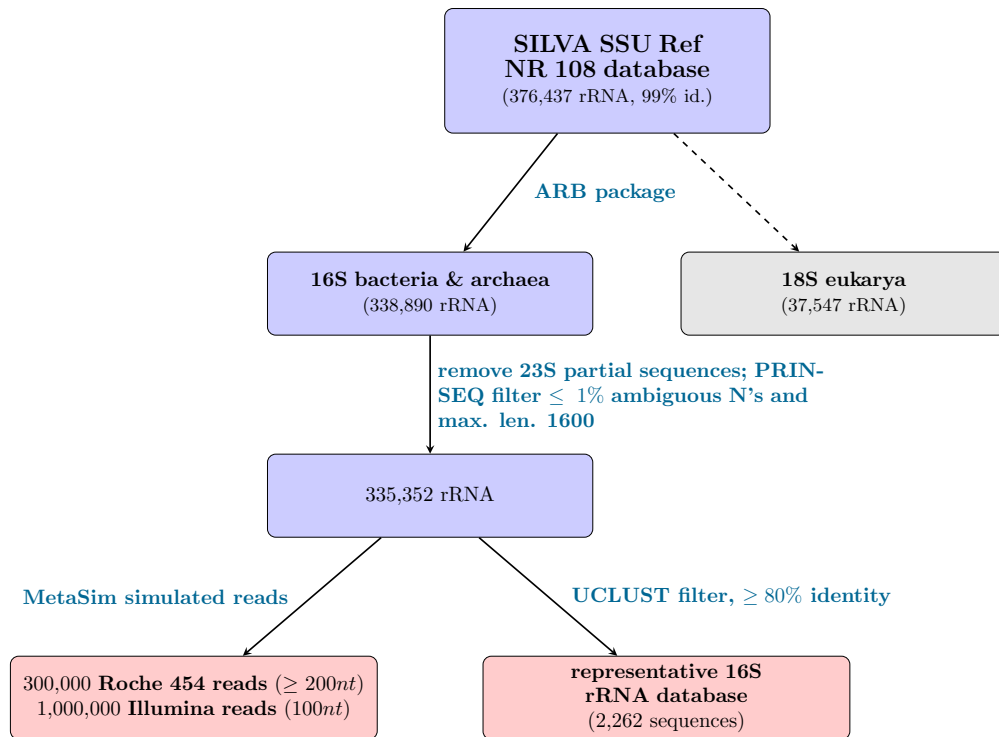 SILVA SSU Ref
NR 108 database
(376,437 rRNA, 99% id.)
ARB package
16S bacteria & archaea
(338,890 rRNA)
18S eukarya
(37,547 rRNA)
remove 23S partial sequences; PRIN-
SEQ filter ≤ 1% ambiguous N's and
max. len. 1600
335,352 rRNA
MetaSim simulated reads
UCLUST filter, ≥ 80% identity
300,000 Roche 454 reads (≥ 200nt)
1,000,000 Illumina reads (100nt)
representative 16S
rRNA database
(2,262 sequences)